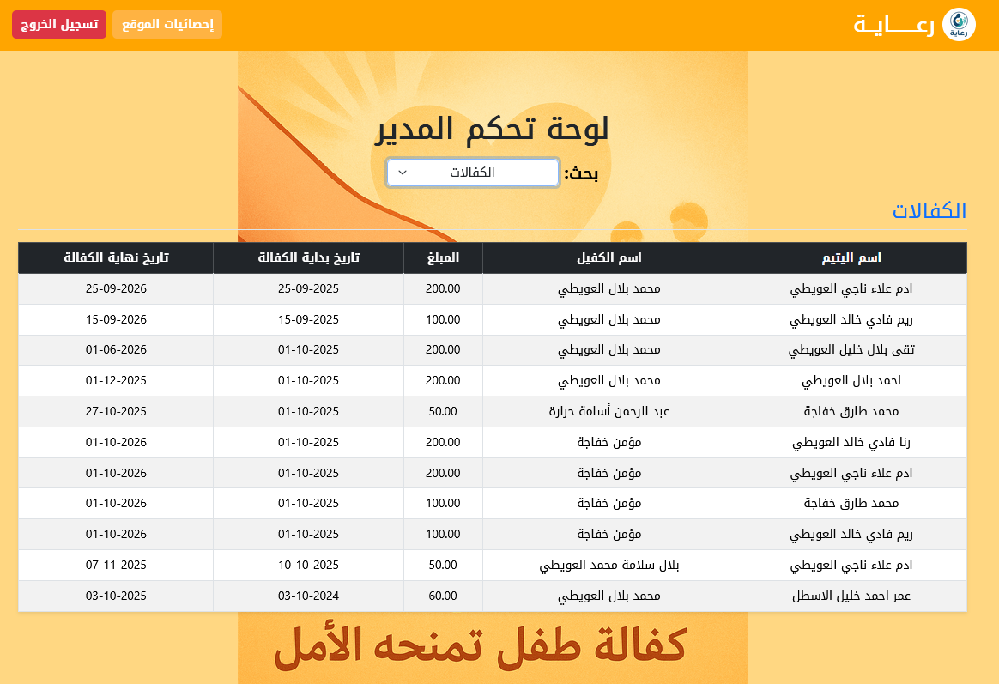 رعاية
رعـــــايــة
إحصائيات الموقع
تسجيل الخروج
لوحة تحكم المدير
بحث: الكفالات
الكفالات
اسم اليتيم اسم الكفيل المبلغ تاريخ بداية الكفالة تاريخ نهاية الكفالة
ادم علاء ناجي العويطي محمد بلال العويطي 200.00 25-09-2025 25-09-2026
ريم فادي خالد العويطي محمد بلال العويطي 100.00 15-09-2025 15-09-2026
تقى بلال خليل العويطي محمد بلال العويطي 200.00 01-10-2025 01-06-2026
احمد بلال العويطي محمد بلال العويطي 200.00 01-10-2025 01-12-2025
محمد طارق خفاجة عبد الرحمن أسامة حرارة 50.00 01-10-2025 27-10-2025
رنا فادي خالد العويطي مؤمن خفاجة 200.00 01-10-2025 01-10-2026
ادم علاء ناجي العويطي مؤمن خفاجة 200.00 01-10-2025 01-10-2026
محمد طارق خفاجة مؤمن خفاجة 100.00 01-10-2025 01-10-2026
ريم فادي خالد العويطي مؤمن خفاجة 100.00 01-10-2025 01-10-2026
ادم علاء ناجي العويطي بلال سلامة محمد العويطي 50.00 10-10-2025 07-11-2025
عمر احمد خليل الاسطل محمد بلال العويطي 60.00 03-10-2024 03-10-2025
كفالة طفل تمنحه الأمل